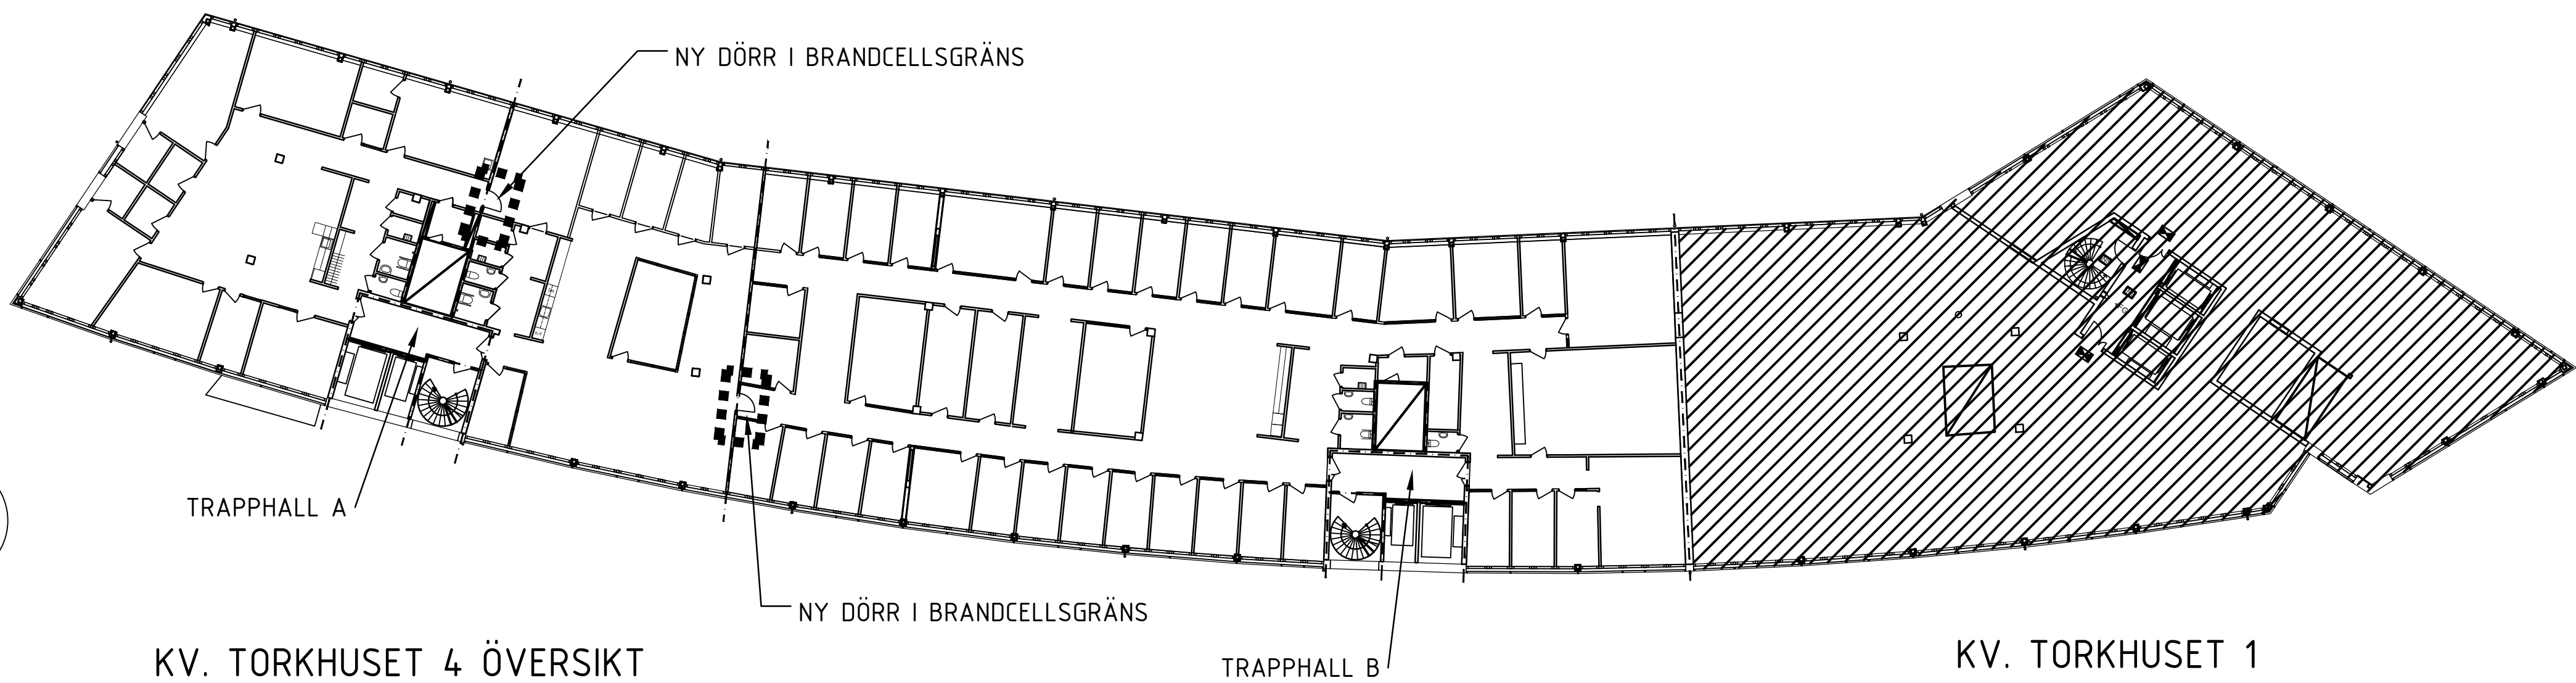 NY DÖRR I BRANDCELLSGRÄNS
TRAPPHALL A
NY DÖRR I BRANDCELLSGRÄNS
KV. TORKHUSET 4 ÖVERSIKT
TRAPPHALL B
KV. TORKHUSET 1